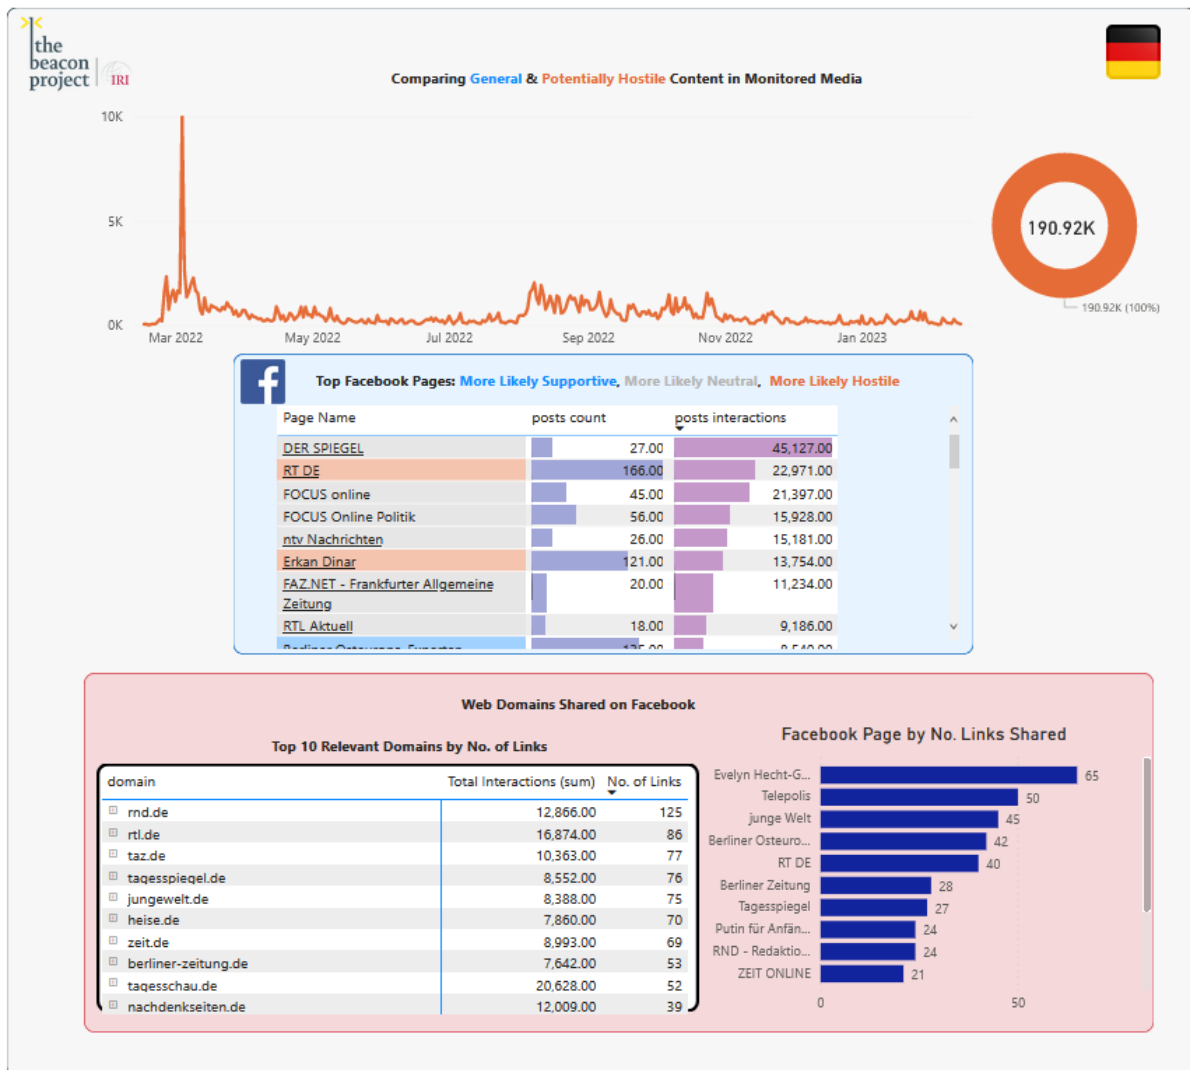 the
beacon
project
IRI
Comparing General & Potentially Hostile Content in Monitored Media
10K
5K
0K
Mar 2022 May 2022 Jul 2022 Sep 2022 Nov 2022 Jan 2023
190.92K
190.92K (100%)
Top Facebook Pages: More Likely Supportive, More Likely Neutral, More Likely Hostile
Page Name posts count posts interactions
DER SPIEGEL 27.00 45,127.00
RT DE 166.00 22,971.00
FOCUS online 45.00 21,397.00
FOCUS Online Politik 56.00 15,928.00
ntv Nachrichten 26.00 15,181.00
Erkan Dinar 121.00 13,754.00
FAZ.NET - Frankfurter Allgemeine 20.00 11,234.00
Zeitung
RTL Aktuell 18.00 9,186.00
Web Domains Shared on Facebook
Top 10 Relevant Domains by No. of Links
domain Total Interactions (sum) No. of Links
rnd.de 12,866.00 125
rtl.de 16,874.00 86
taz.de 10,363.00 77
tagesspiegel.de 8,552.00 76
jungewelt.de 8,388.00 75
heise.de 7,860.00 70
zeit.de 8,993.00 69
berliner-zeitung.de 7,642.00 53
tagesschau.de 20,628.00 52
nachdenkseiten.de 12,009.00 39
Facebook Page by No. Links Shared
Evelyn Hecht-G... 65
Telepolis 50
junge Welt 45
Berliner Osteuro... 42
RT DE 40
Berliner Zeitung 28
Tagesspiegel 27
Putin für Anfän... 24
RND - Redaktio... 24
ZEIT ONLINE 21
0 50